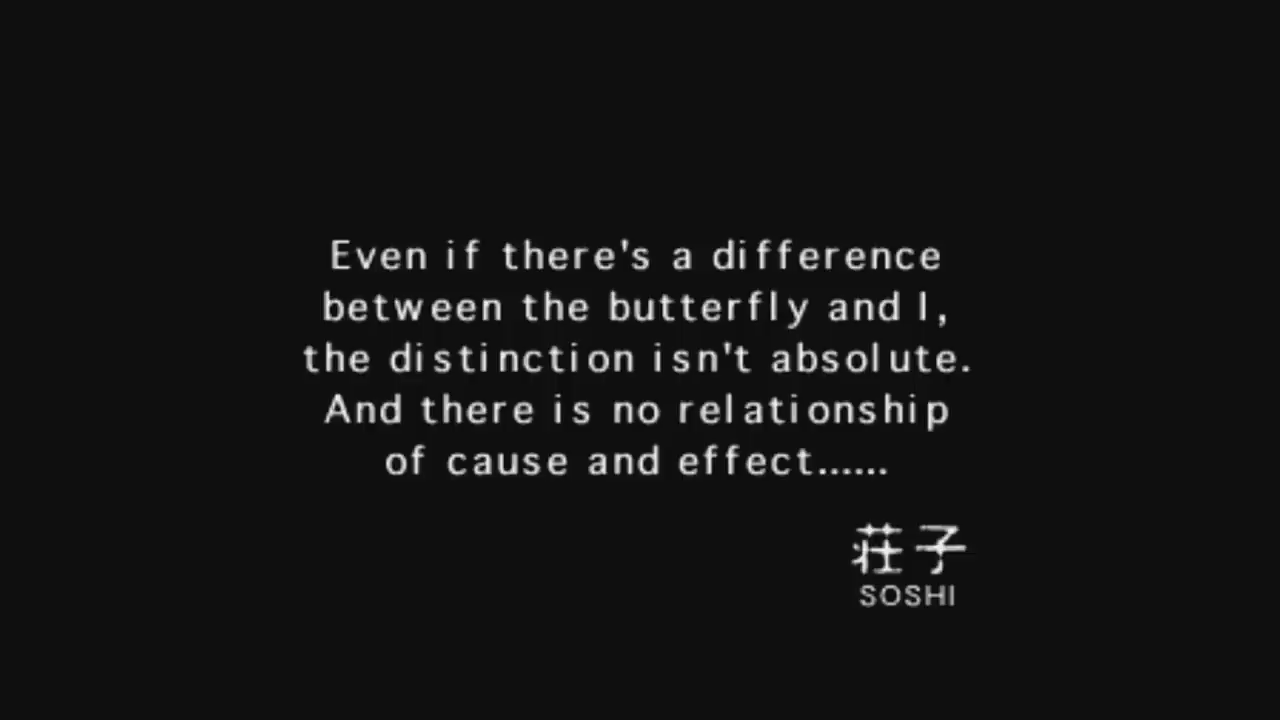 Even if there's a difference
between the butterfly and I,
the distinction isn't absolute.
And there is no relationship
of cause and effect......
荘子
SOSHI